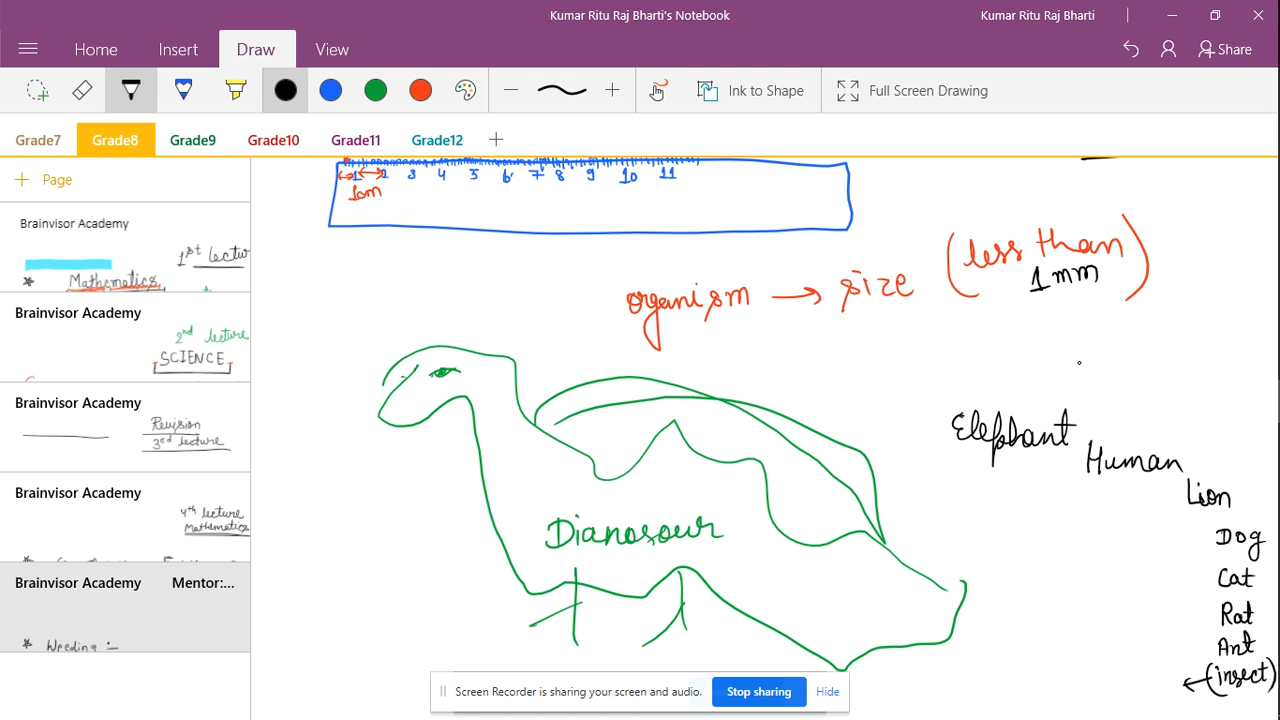 Kumar Ritu Raj Bharti's Notebook
Kumar Ritu Raj Bharti
Home
Insert
Draw
View
Share
Ink to Shape
Full Screen Drawing
Grade7
Grade8
Grade9
Grade10
Grade11
Grade12
Page
Brainvisor Academy
1st lectu
Mathematics
Brainvisor Academy
2nd lecture
SCIENCE
Brainvisor Academy
Revision
3rd lecture
Brainvisor Academy
4th lecture
Mathematics
Brainvisor Academy Mentor:...
Weeding :-
1 2 3 4 5 6 7 8 9 10 11
1cm
organism → size (less than
1mm)
Elephant
Human
Lion
Dog
Cat
Rat
Ant
(insect)
Dianosour
Screen Recorder is sharing your screen and audio.
Stop sharing
Hide